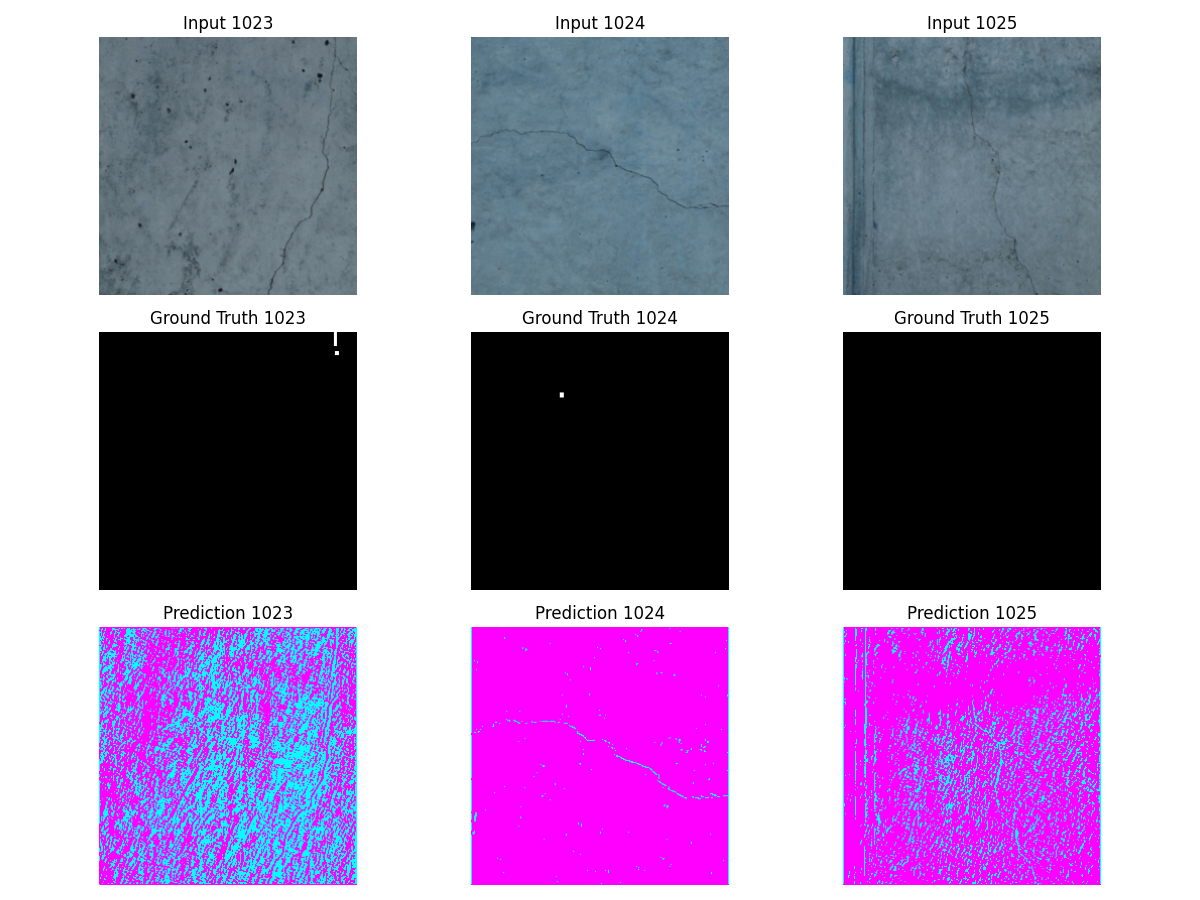 Input 1023
Input 1024
Input 1025
Ground Truth 1023
Ground Truth 1024
Ground Truth 1025
Prediction 1023
Prediction 1024
Prediction 1025